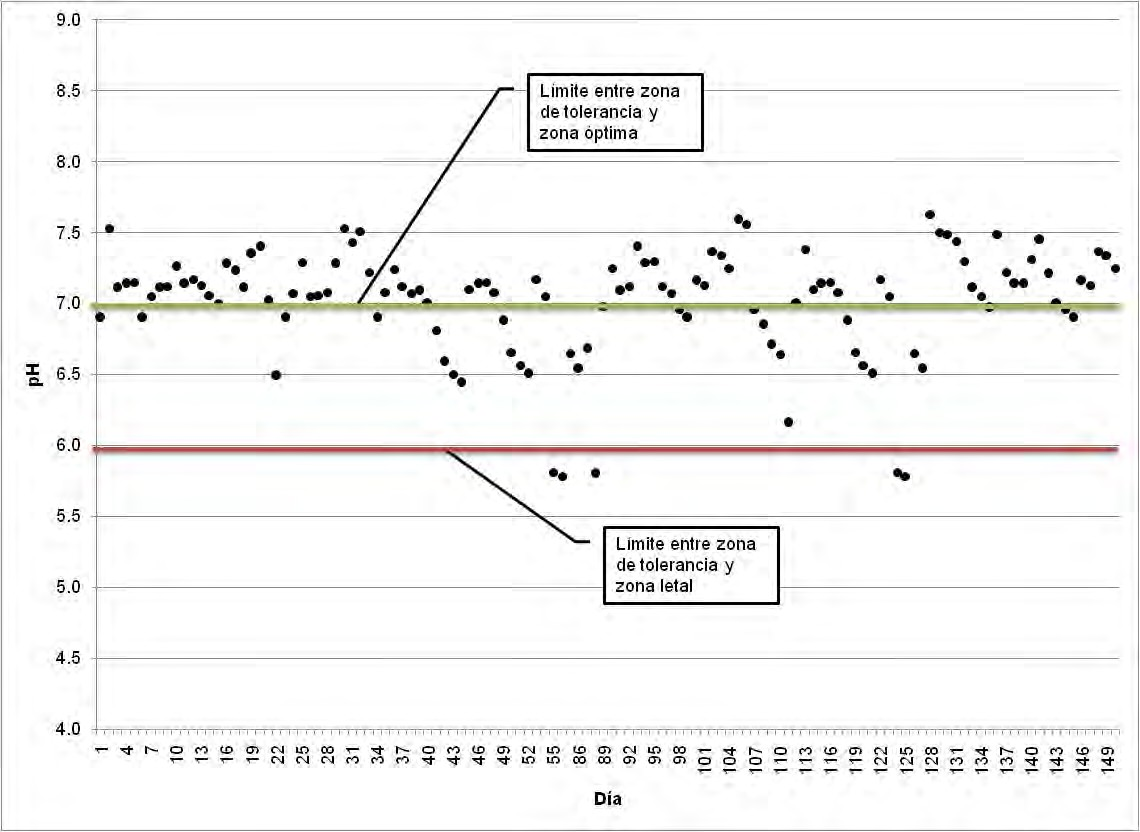 9.0
8.5
8.0
7.5
7.0
6.5
6.0
5.5
5.0
4.5
4.0
pH
Límite entre zona
de tolerancia y
zona óptima
Límite entre zona
de tolerancia y
zona letal
1 4 7 10 13 16 19 22 25 28 31 34 37 40 43 46 49 52 55 86 89 92 95 98 101 104 107 110 113 116 119 122 125 128 131 134 137 140 143 146 149
Día